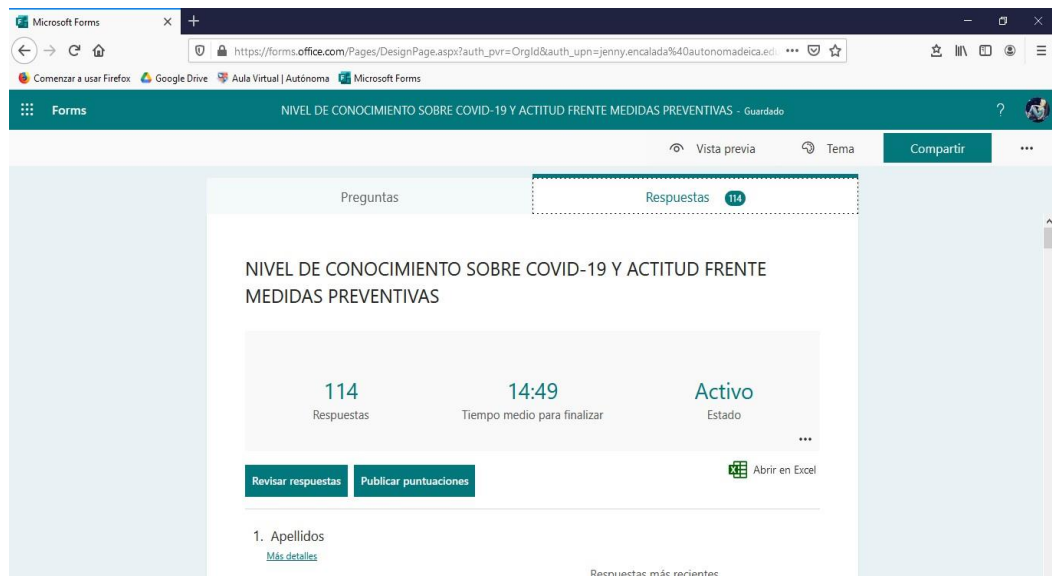 Microsoft Forms
https://forms.office.com/Pages/DesignPage.aspx?auth_pvr=OrgId&auth_upn=jenny.encalada%40autonomadeica.ed
Comenzar a usar Firefox Google Drive Aula Virtual | Autónoma Microsoft Forms
Forms NIVEL DE CONOCIMIENTO SOBRE COVID-19 Y ACTITUD FRENTE MEDIDAS PREVENTIVAS - Guardado ?
Vista previa Tema Compartir
Preguntas Respuestas 114
NIVEL DE CONOCIMIENTO SOBRE COVID-19 Y ACTITUD FRENTE
MEDIDAS PREVENTIVAS
114 14:49 Activo
Respuestas Tiempo medio para finalizar Estado
Abrir en Excel
Revisar respuestas Publicar puntuaciones
1. Apellidos
Más detalles
Respuestas más recientes